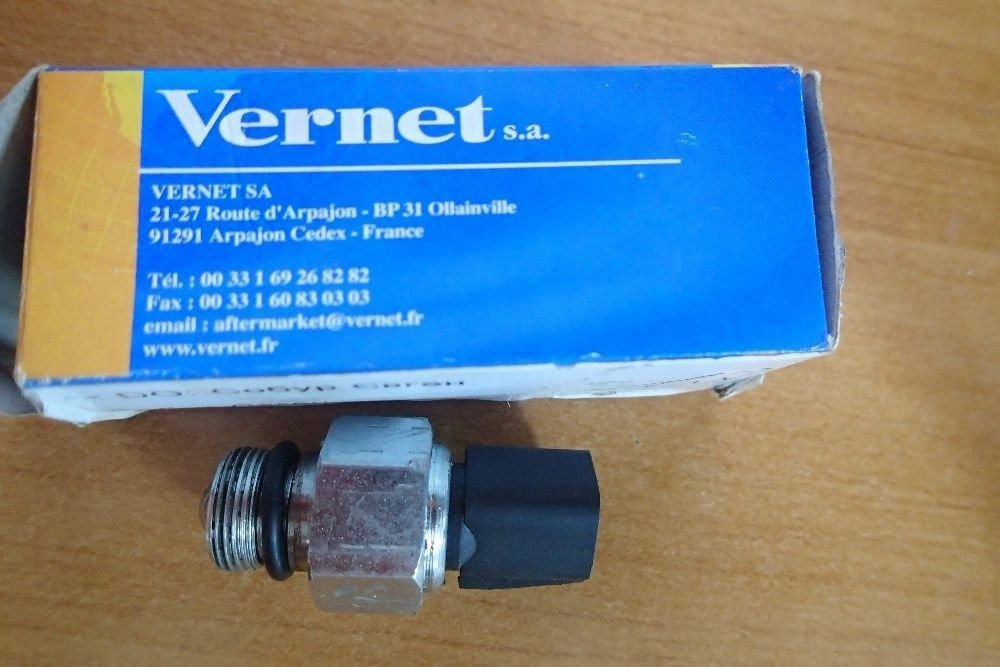 Vernet s.a.
VERNET SA
21-27 Route d'Arpajon - BP 31 Ollainville
91291 Arpajon Cedex - France
Tél. : 00 33 1 69 26 82 82
Fax : 00 33 1 60 83 03 03
email : aftermarket@vernet.fr
www.vernet.fr